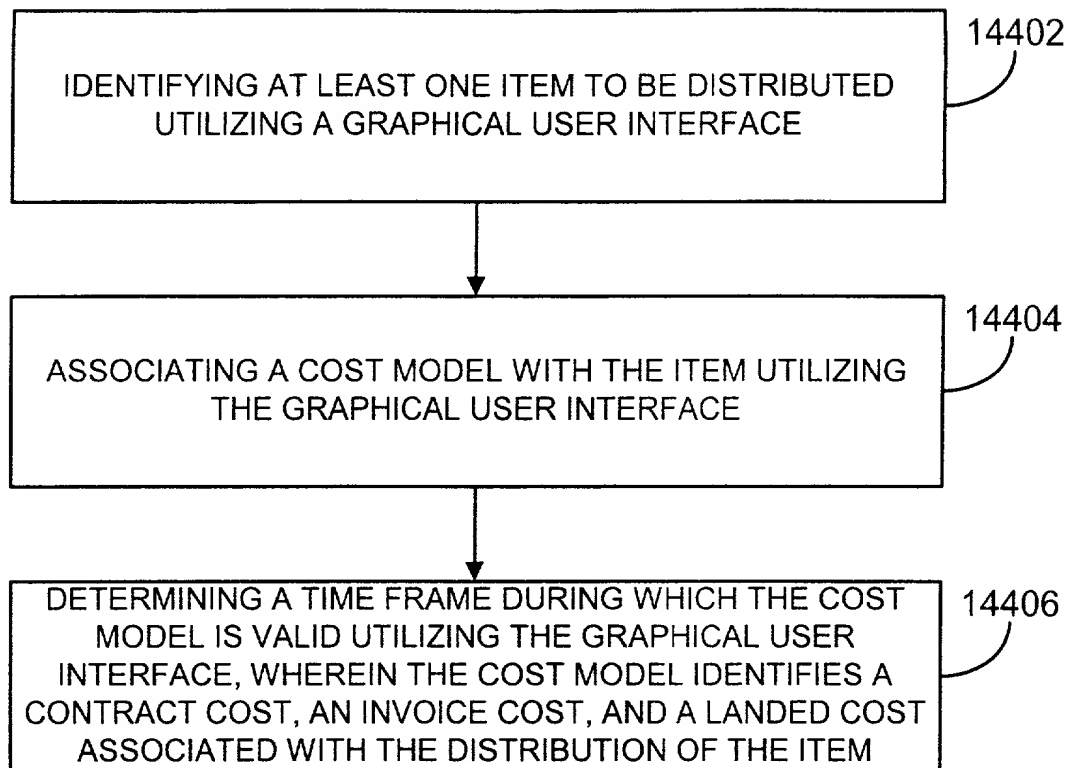 14402
IDENTIFYING AT LEAST ONE ITEM TO BE DISTRIBUTED
UTILIZING A GRAPHICAL USER INTERFACE
14404
ASSOCIATING A COST MODEL WITH THE ITEM UTILIZING
THE GRAPHICAL USER INTERFACE
14406
DETERMINING A TIME FRAME DURING WHICH THE COST
MODEL IS VALID UTILIZING THE GRAPHICAL USER
INTERFACE, WHEREIN THE COST MODEL IDENTIFIES A
CONTRACT COST, AN INVOICE COST, AND A LANDED COST
ASSOCIATED WITH THE DISTRIBUTION OF THE ITEM